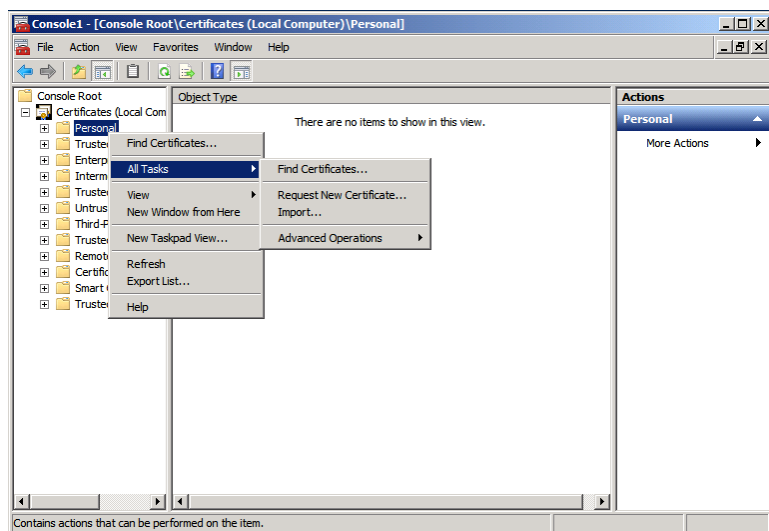 Console1 - [Console Root\Certificates (Local Computer)\Personal]
File Action View Favorites Window Help
Console Root
Certificates (Local Com
Personal
Truste
Enterp
Interm
Truste
Untrus
Third-P
Truste
Remot
Certific
Smart
Truste
Object Type
There are no items to show in this view.
Find Certificates...
All Tasks
View
New Window from Here
New Taskpad View...
Refresh
Export List...
Help
Find Certificates...
Request New Certificate...
Import...
Advanced Operations
Actions
Personal
More Actions
Contains actions that can be performed on the item.